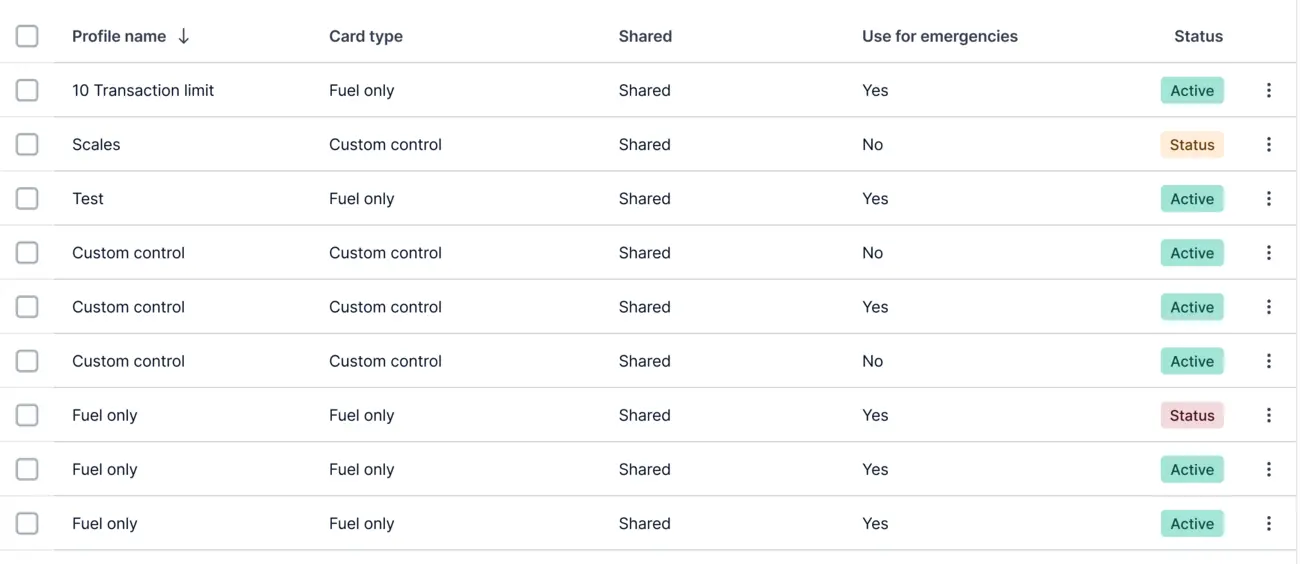 Profile name ↓ Card type Shared Use for emergencies Status
10 Transaction limit Fuel only Shared Yes Active
Scales Custom control Shared No Status
Test Fuel only Shared Yes Active
Custom control Custom control Shared No Active
Custom control Custom control Shared Yes Active
Custom control Custom control Shared No Active
Fuel only Fuel only Shared Yes Status
Fuel only Fuel only Shared Yes Active
Fuel only Fuel only Shared Yes Active